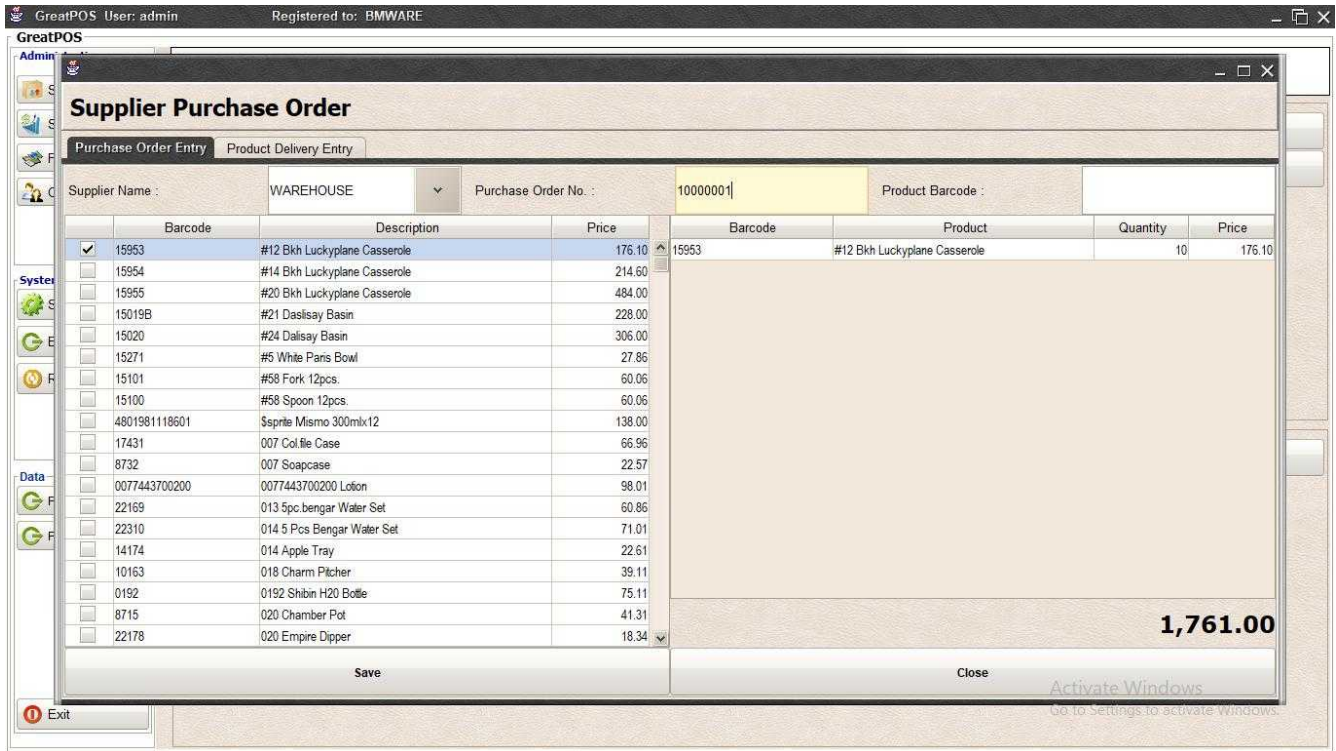 GreatPOS User: admin Registered to: BMWARE
GreatPOS
Supplier Purchase Order
Purchase Order Entry Product Delivery Entry
Supplier Name : WAREHOUSE Purchase Order No. : 10000001 Product Barcode :
Barcode Description Price Barcode Product Quantity Price
15953 #12 Bkh Luckyplane Casserole 176.10 15953 #12 Bkh Luckyplane Casserole 10 176.10
15954 #14 Bkh Luckyplane Casserole 214.60
15955 #20 Bkh Luckyplane Casserole 484.00
15019B #21 Daslisay Basin 228.00
15020 #24 Dalisay Basin 306.00
15271 #5 White Paris Bowl 27.86
15101 #58 Fork 12pcs. 60.06
15100 #58 Spoon 12pcs. 60.06
4801981118601 $sprite Mismo 300mlx12 138.00
17431 007 Col.file Case 66.96
8732 007 Soapcase 22.57
0077443700200 0077443700200 Lotion 98.01
22169 013 5pc.bengar Water Set 60.86
22310 014 5 Pcs Bengar Water Set 71.01
14174 014 Apple Tray 22.61
10163 018 Charm Pitcher 39.11
0192 0192 Shibin H20 Bottle 75.11
8715 020 Chamber Pot 41.31
22178 020 Empire Dipper 18.34
1,761.00
Save Close
Data
Exit
Activate Windows
Go to Settings to activate Windows.